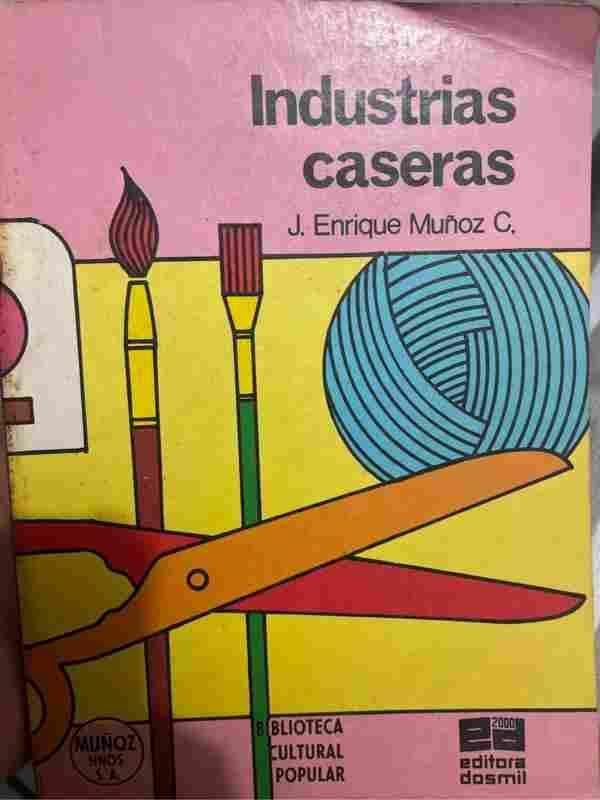 Industrias
caseras
J. Enrique Muñoz C.
MUÑOZ
HNOS
S.A.
BIBLIOTECA
CULTURAL
POPULAR
2000
ed
editora
dosmil